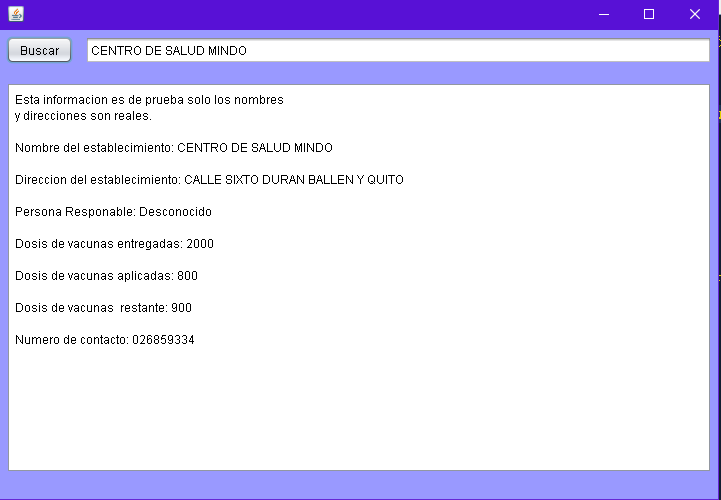 Buscar CENTRO DE SALUD MINDO
Esta informacion es de prueba solo los nombres
y direcciones son reales.
Nombre del establecimiento: CENTRO DE SALUD MINDO
Direccion del establecimiento: CALLE SIXTO DURAN BALLEN Y QUITO
Persona Responable: Desconocido
Dosis de vacunas entregadas: 2000
Dosis de vacunas aplicadas: 800
Dosis de vacunas  restante: 900
Numero de contacto: 026859334